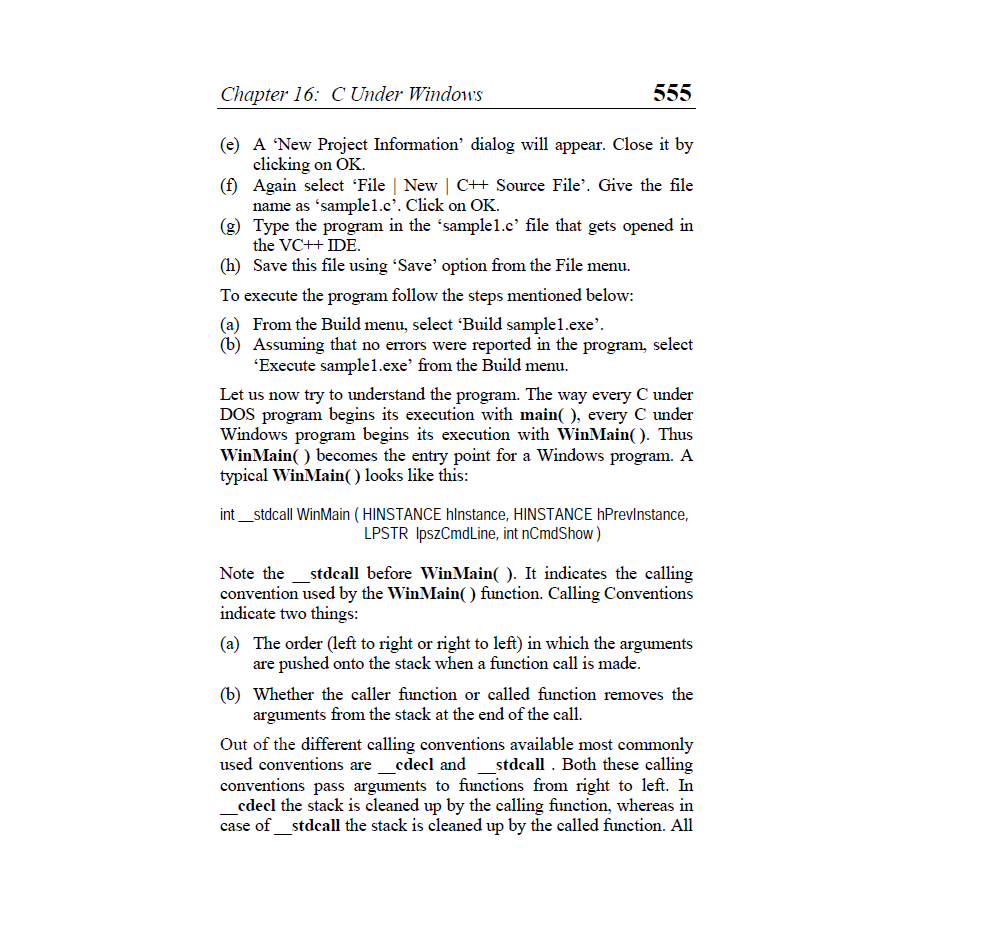 Chapter 16: C Under Windows 555
(e) A ‘New Project Information’ dialog will appear. Close it by
clicking on OK.
(f) Again select ‘File | New | C++ Source File’. Give the file
name as ‘sample1.c’. Click on OK.
(g) Type the program in the ‘sample1.c’ file that gets opened in
the VC++ IDE.
(h) Save this file using ‘Save’ option from the File menu.
To execute the program follow the steps mentioned below:
(a) From the Build menu, select ‘Build sample1.exe’.
(b) Assuming that no errors were reported in the program, select
‘Execute sample1.exe’ from the Build menu.
Let us now try to understand the program. The way every C under
DOS program begins its execution with main( ), every C under
Windows program begins its execution with WinMain( ). Thus
WinMain( ) becomes the entry point for a Windows program. A
typical WinMain( ) looks like this:
int __stdcall WinMain ( HINSTANCE hInstance, HINSTANCE hPrevInstance,
LPSTR lpszCmdLine, int nCmdShow )
Note the __stdcall before WinMain( ). It indicates the calling
convention used by the WinMain( ) function. Calling Conventions
indicate two things:
(a) The order (left to right or right to left) in which the arguments
are pushed onto the stack when a function call is made.
(b) Whether the caller function or called function removes the
arguments from the stack at the end of the call.
Out of the different calling conventions available most commonly
used conventions are __cdecl and __stdcall . Both these calling
conventions pass arguments to functions from right to left. In
__cdecl the stack is cleaned up by the calling function, whereas in
case of __stdcall the stack is cleaned up by the called function. All